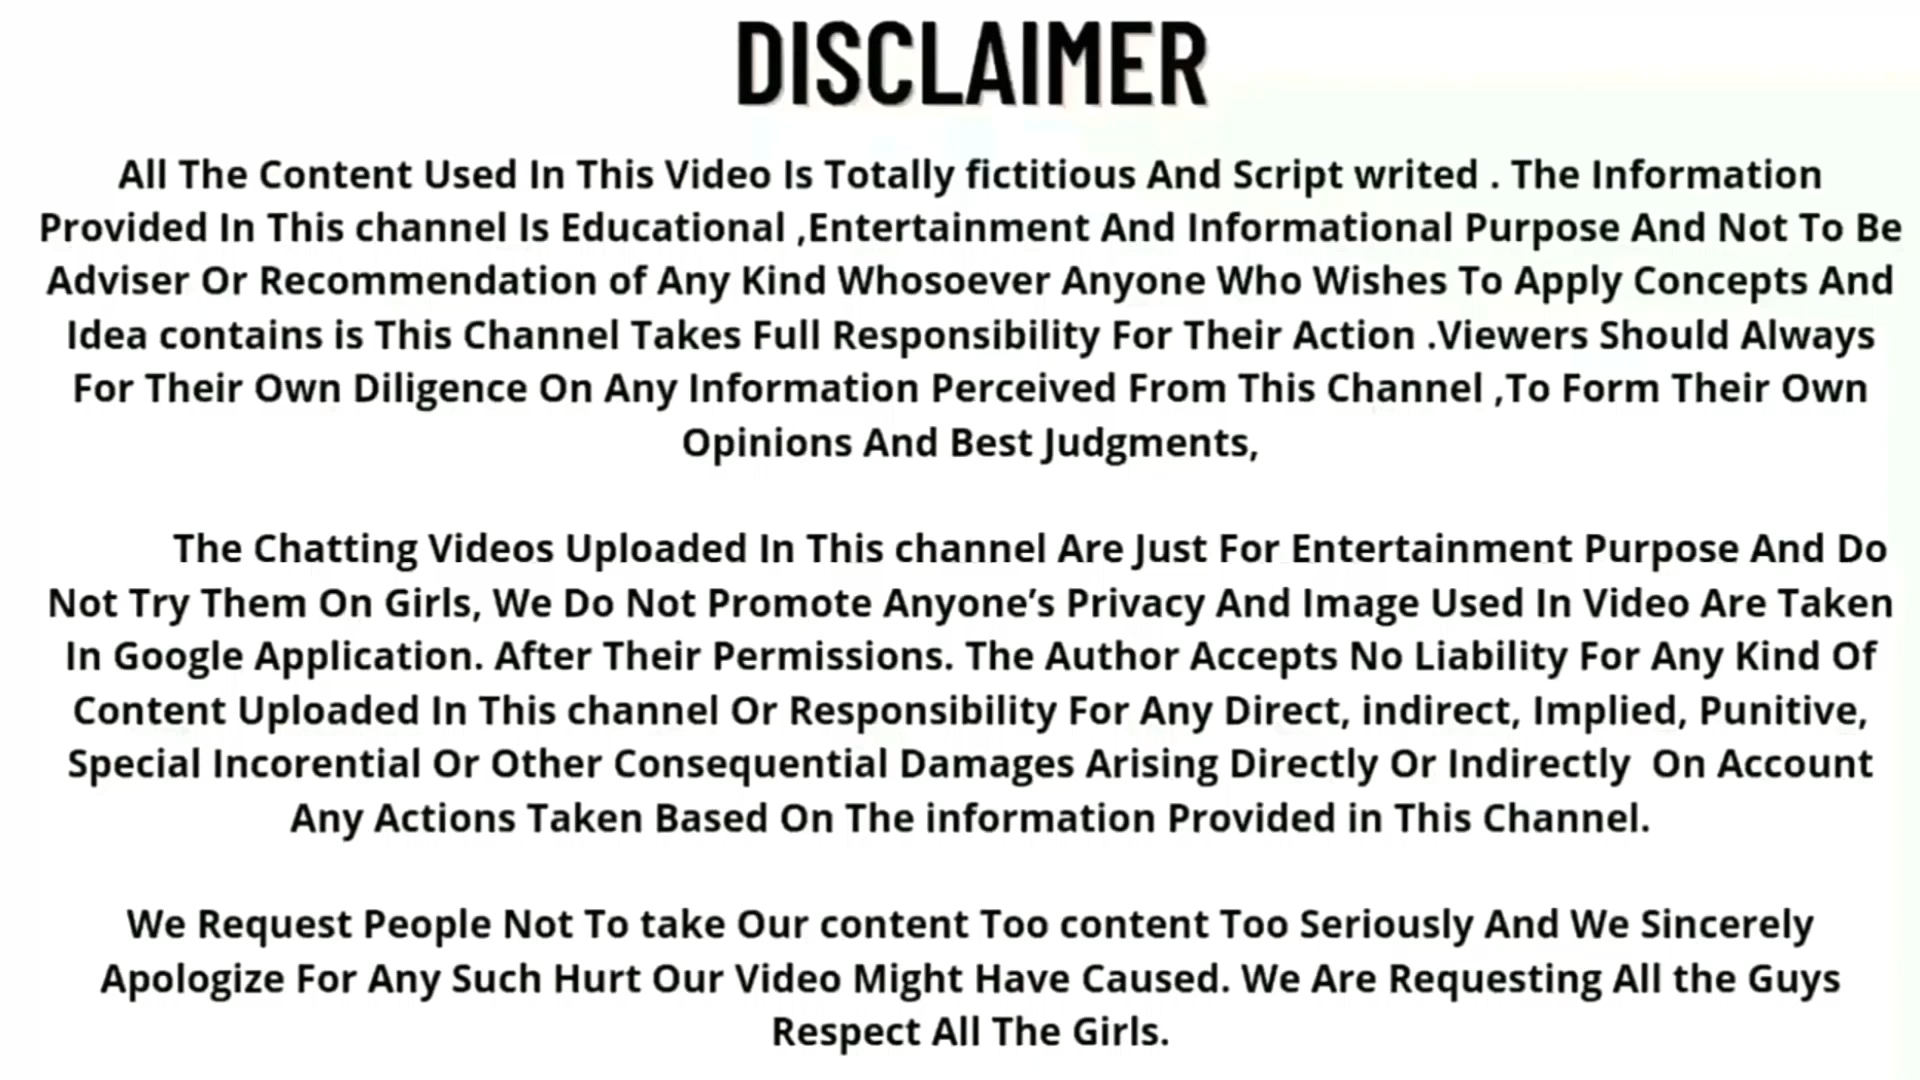 DISCLAIMER
All The Content Used In This Video Is Totally fictitious And Script writed . The Information
Provided In This channel Is Educational ,Entertainment And Informational Purpose And Not To Be
Adviser Or Recommendation of Any Kind Whosoever Anyone Who Wishes To Apply Concepts And
Idea contains is This Channel Takes Full Responsibility For Their Action .Viewers Should Always
For Their Own Diligence On Any Information Perceived From This Channel ,To Form Their Own
Opinions And Best Judgments,
The Chatting Videos Uploaded In This channel Are Just For Entertainment Purpose And Do
Not Try Them On Girls, We Do Not Promote Anyone’s Privacy And Image Used In Video Are Taken
In Google Application. After Their Permissions. The Author Accepts No Liability For Any Kind Of
Content Uploaded In This channel Or Responsibility For Any Direct, indirect, Implied, Punitive,
Special Incorential Or Other Consequential Damages Arising Directly Or Indirectly  On Account
Any Actions Taken Based On The information Provided in This Channel.
We Request People Not To take Our content Too content Too Seriously And We Sincerely
Apologize For Any Such Hurt Our Video Might Have Caused. We Are Requesting All the Guys
Respect All The Girls.